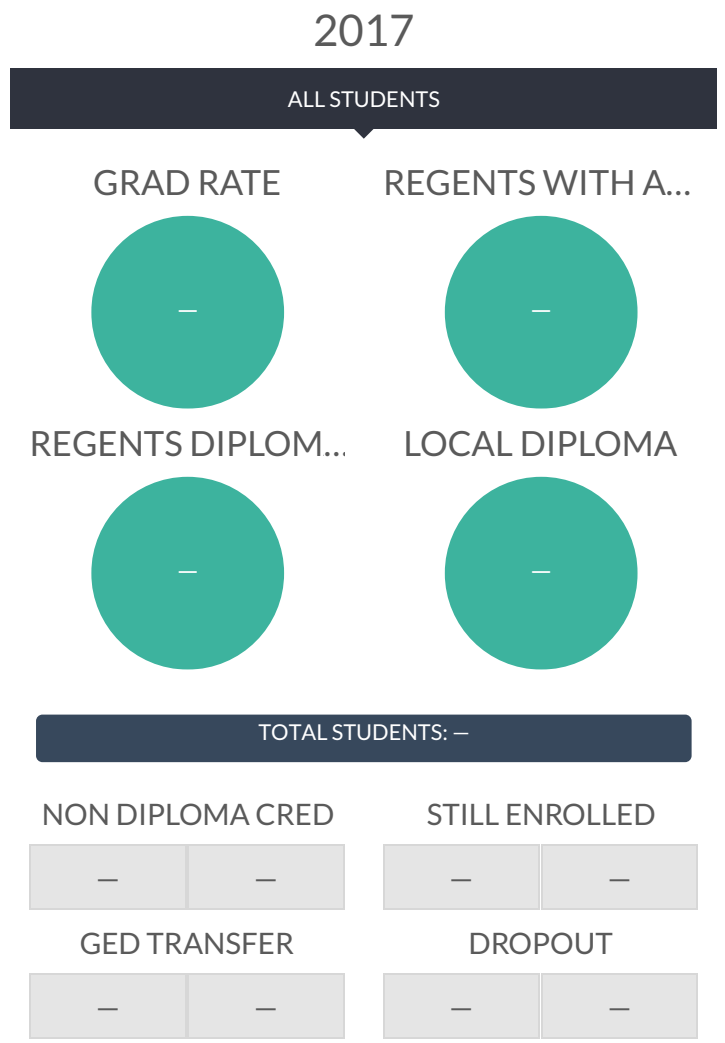 2017
ALL STUDENTS
GRAD RATE
REGENTS WITH A...
—
—
REGENTS DIPLOM...
LOCAL DIPLOMA
—
—
TOTAL STUDENTS: —
NON DIPLOMA CRED
STILL ENROLLED
— — — —
GED TRANSFER
DROPOUT
— — — —